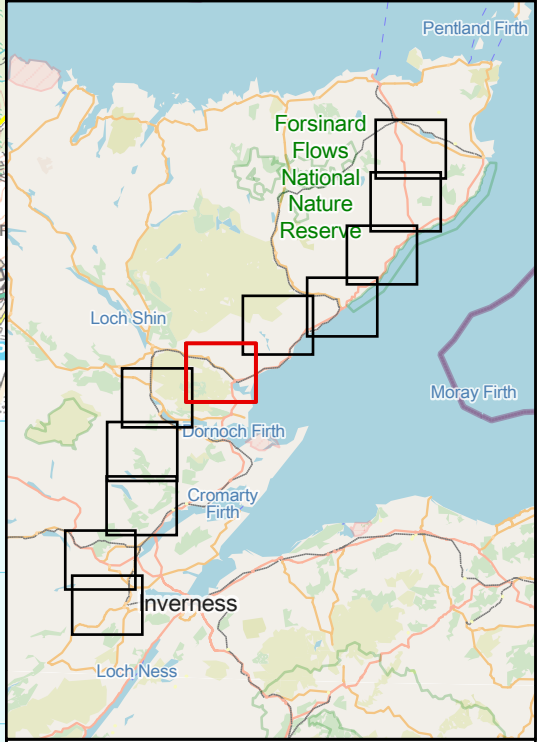 Pentland Firth
Forsinard
Flows
National
Nature
Reserve
Loch Shin
Moray Firth
Dornoch Firth
Cromarty
Firth
Inverness
Loch Ness